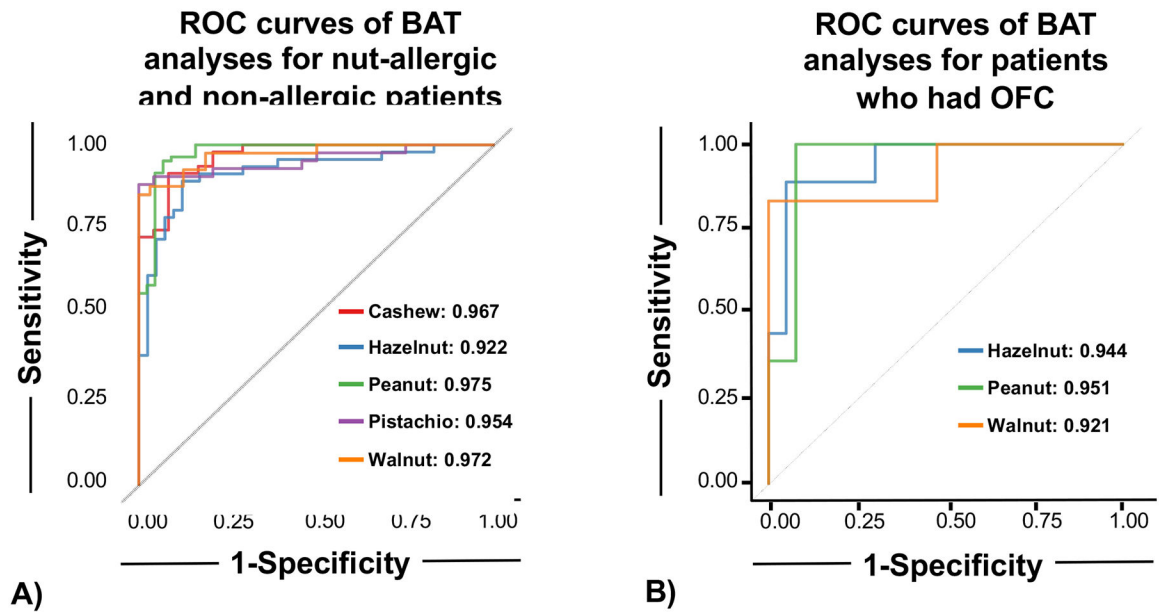 ROC curves of BAT
analyses for nut-allergic
and non-allergic patients
1.00
0.75
0.50
0.25
0.00
Sensitivity
Cashew: 0.967
Hazelnut: 0.922
Peanut: 0.975
Pistachio: 0.954
Walnut: 0.972
0.00 0.25 0.50 0.75 1.00
1-Specificity
A)
ROC curves of BAT
analyses for patients
who had OFC
1.00
0.75
0.50
0.25
0.00
Sensitivity
Hazelnut: 0.944
Peanut: 0.951
Walnut: 0.921
0.00 0.25 0.50 0.75 1.00
1-Specificity
B)